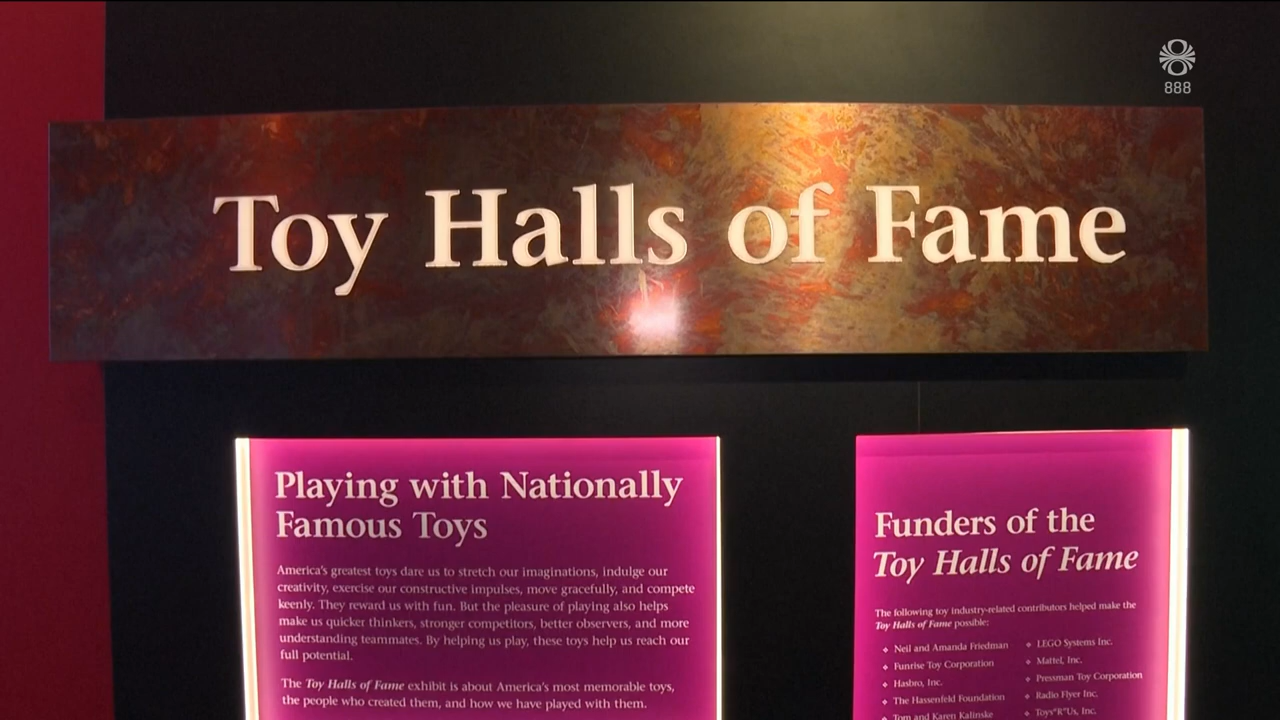 888
Toy Halls of Fame
Playing with Nationally
Famous Toys
America's greatest toys dare us to stretch our imaginations, indulge our
creativity, exercise our constructive impulses, move gracefully, and compete
keenly. They reward us with fun. But the pleasure of playing also helps
make us quicker thinkers, stronger competitors, better observers, and more
understanding teammates. By helping us play, these toys help us reach our
full potential.
The Toy Halls of Fame exhibit is about America's most memorable toys,
the people who created them, and how we have played with them.
Funders of the
Toy Halls of Fame
The following toy industry-related contributors helped make the
Toy Halls of Fame possible:
❖ Neil and Amanda Friedman
❖ Funrise Toy Corporation
❖ Hasbro, Inc.
❖ The Hassenfeld Foundation
❖ Tom and Karen Kalinske
❖ LEGO Systems Inc.
❖ Mattel, Inc.
❖ Pressman Toy Corporation
❖ Radio Flyer Inc.
❖ Toys"R"Us, Inc.